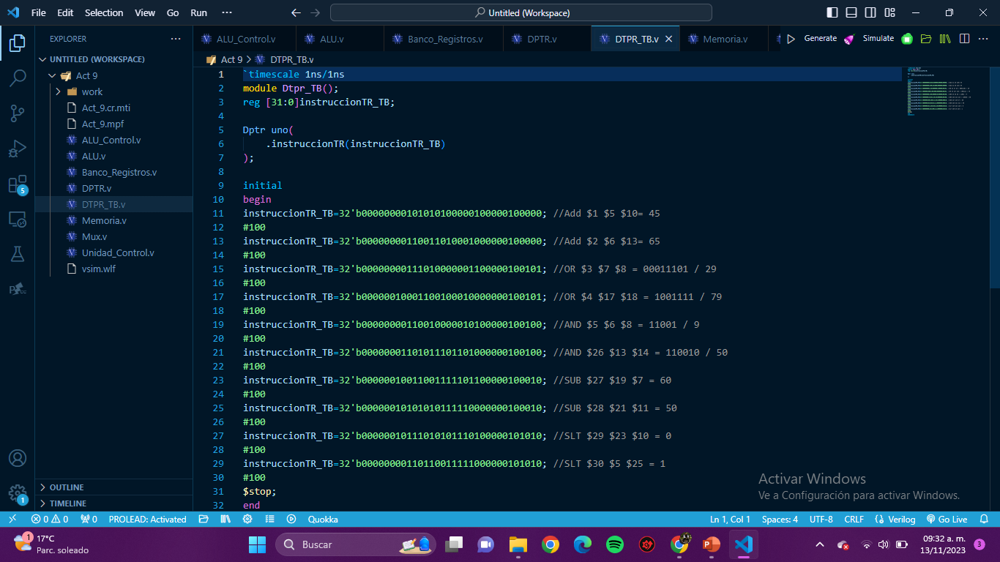 File Edit Selection View Go Run ··· Untitled (Workspace)
EXPLORER ···
UNTITLED (WORKSPACE)
Act 9
work
Act_9.cr.mti
Act_9.mpf
ALU_Control.v
ALU.v
Banco_Registros.v
DPTR.v
DTPR_TB.v
Memoria.v
Mux.v
Unidad_Control.v
vsim.wlf
OUTLINE
TIMELINE
5
1
ALU_Control.v ALU.v Banco_Registros.v DPTR.v DTPR_TB.v Memoria.v Generate Simulate ···
Act 9 > DTPR_TB.v
1 `timescale 1ns/1ns
2 module Dtpr_TB();
3 reg [31:0]instruccionTR_TB;
4
5 Dptr uno(
6 .instruccionTR(instruccionTR_TB)
7 );
8
9 initial
10 begin
11 instruccionTR_TB=32'b00000000101010100000100000100000; //Add $1 $5 $10= 45
12 #100
13 instruccionTR_TB=32'b00000000110011010001000000100000; //Add $2 $6 $13= 65
14 #100
15 instruccionTR_TB=32'b00000000111010000001100000100101; //OR $3 $7 $8 = 00011101 / 29
16 #100
17 instruccionTR_TB=32'b00000010001100100010000000100101; //OR $4 $17 $18 = 1001111 / 79
18 #100
19 instruccionTR_TB=32'b00000000110010000010100000100100; //AND $5 $6 $8 = 11001 / 9
20 #100
21 instruccionTR_TB=32'b00000001101011101101000000100100; //AND $26 $13 $14 = 110010 / 50
22 #100
23 instruccionTR_TB=32'b00000010011001111101100000100010; //SUB $27 $19 $7 = 60
24 #100
25 instruccionTR_TB=32'b00000010101010111110000000100010; //SUB $28 $21 $11 = 50
26 #100
27 instruccionTR_TB=32'b00000010111010101110100000101010; //SLT $29 $23 $10 = 0
28 #100
29 instruccionTR_TB=32'b00000000110110011111000000101010; //SLT $30 $5 $25 = 1
30 #100
31 $stop;
32 end
Activar Windows
Ve a Configuración para activar Windows.
0 0 0 PROLEAD: Activated Quokka Ln 1, Col 1 Spaces: 4 UTF-8 CRLF Verilog Go Live
1
17°C
Parc. soleado
Buscar
09:32 a. m.
13/11/2023
3